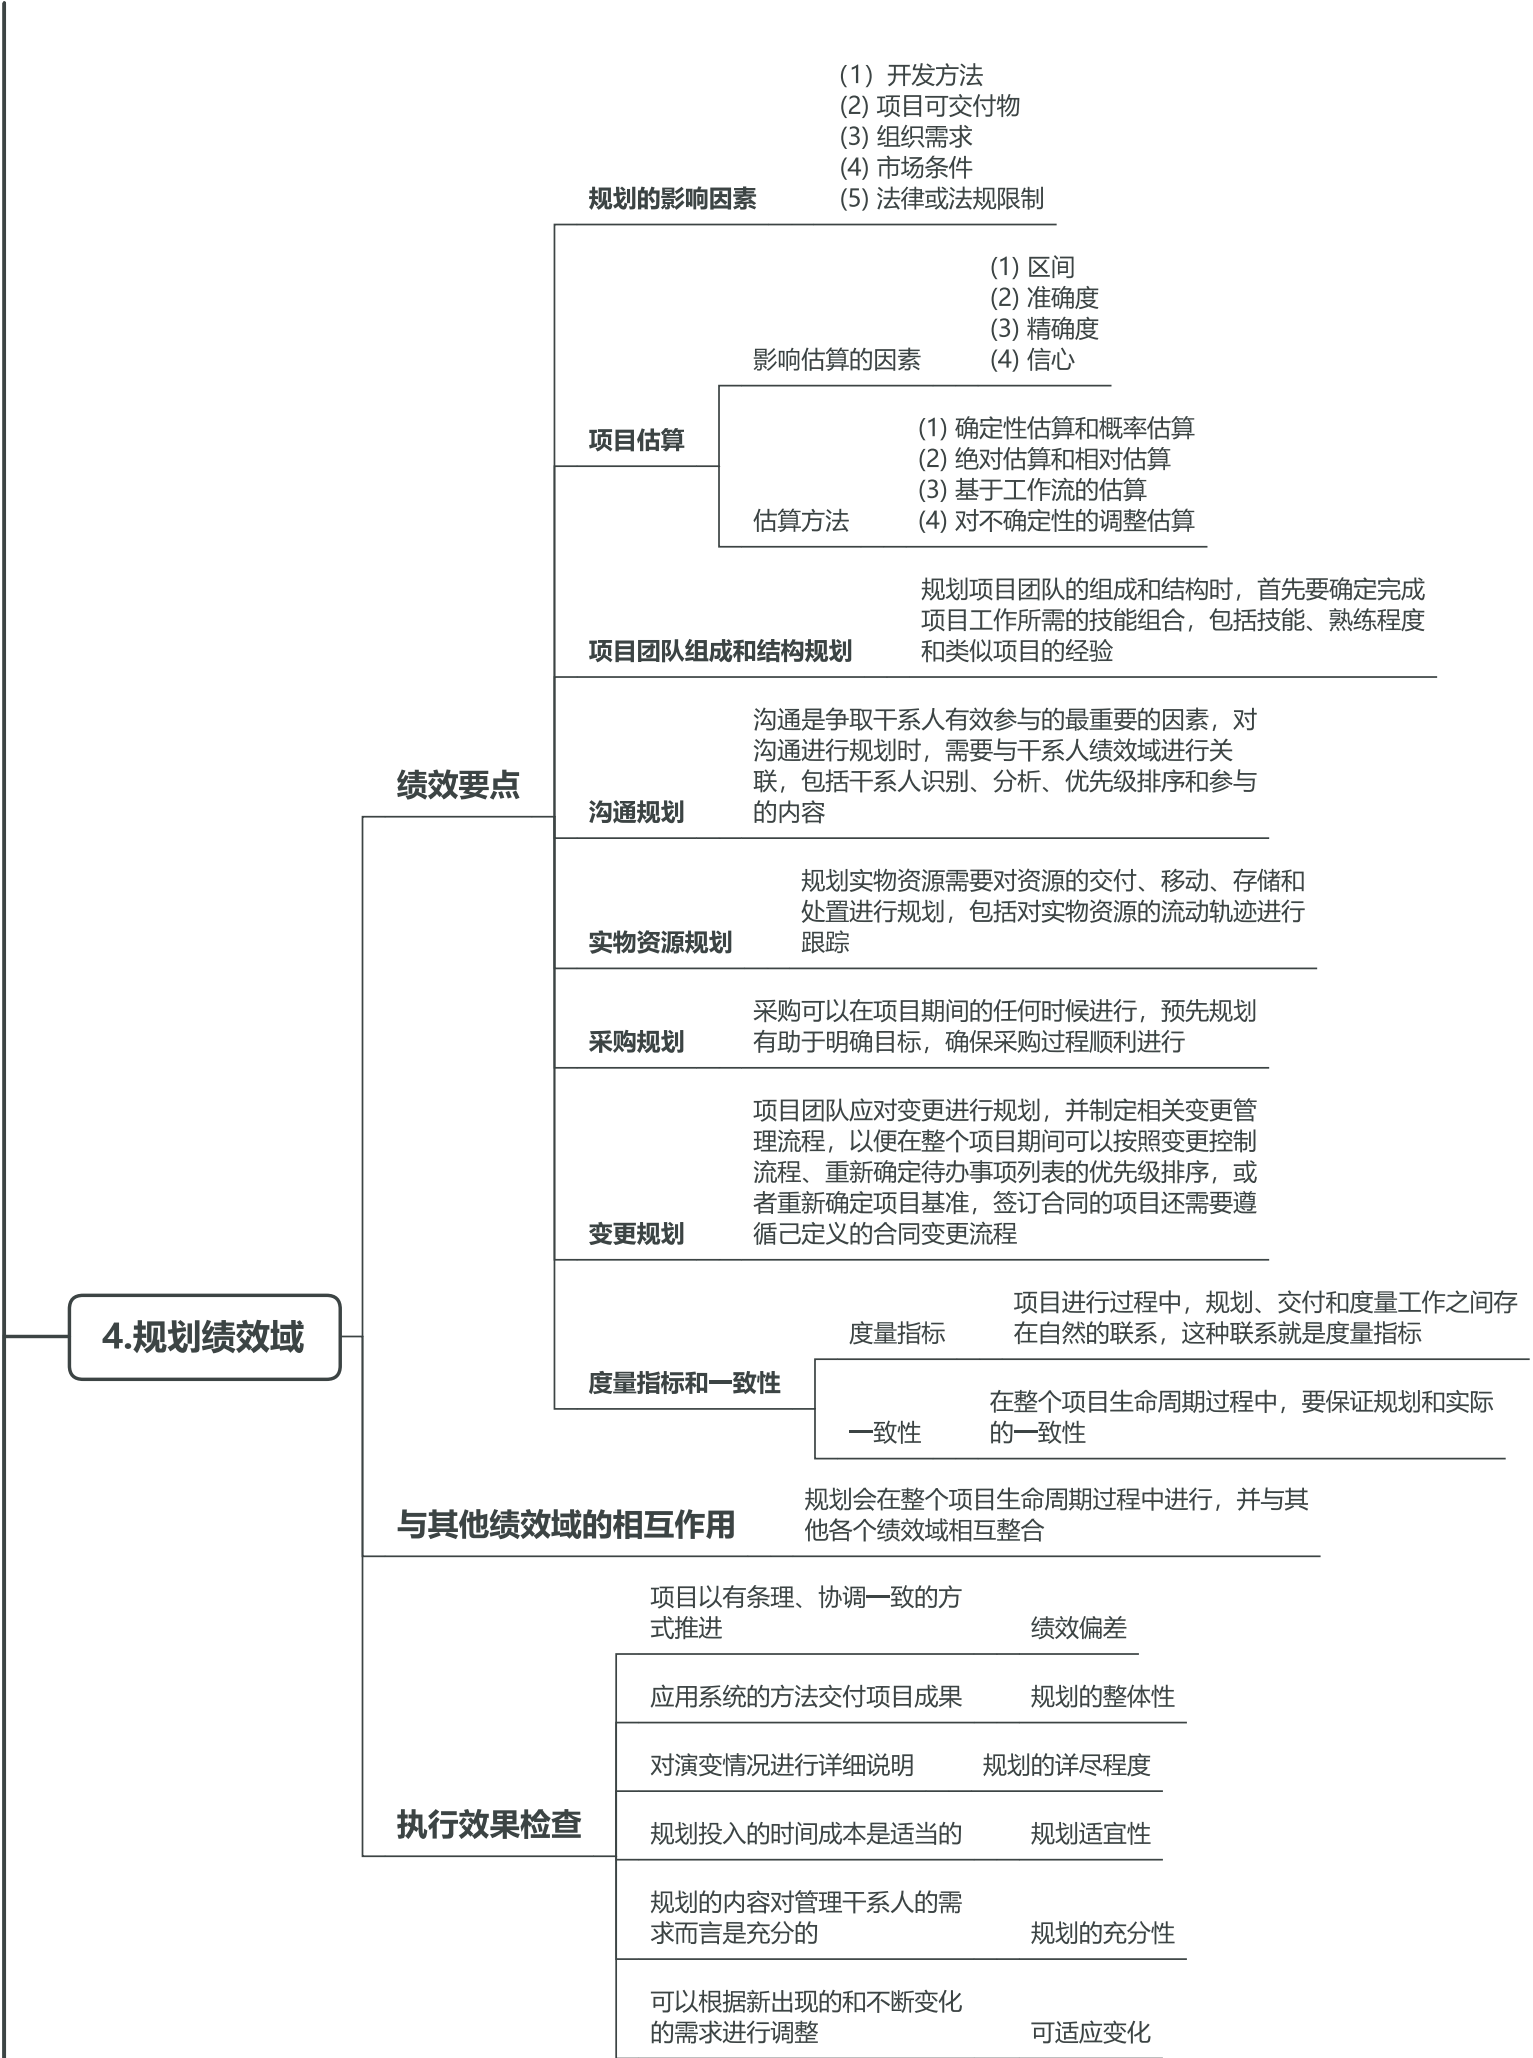 (1）开发方法
(2) 项目可交付物
(3) 组织需求
(4) 市场条件
规划的影响因素
(5) 法律或法规限制
(1) 区间
(2) 准确度
(3) 精确度
影响估算的因素
(4) 信心
(1) 确定性估算和概率估算
项目估算
(2) 绝对估算和相对估算
(3) 基于工作流的估算
估算方法
(4) 对不确定性的调整估算
规划项目团队的组成和结构时，首先要确定完成
项目工作所需的技能组合，包括技能、熟练程度
项目团队组成和结构规划
和类似项目的经验
沟通是争取干系人有效参与的最重要的因素，对
沟通进行规划时，需要与干系人绩效域进行关
联，包括干系人识别、分析、优先级排序和参与
绩效要点
沟通规划
的内容
规划实物资源需要对资源的交付、移动、存储和
处置进行规划，包括对实物资源的流动轨迹进行
实物资源规划
跟踪
采购可以在项目期间的任何时候进行，预先规划
采购规划
有助于明确目标，确保采购过程顺利进行
项目团队应对变更进行规划，并制定相关变更管
理流程，以便在整个项目期间可以按照变更控制
流程、重新确定待办事项列表的优先级排序，或
者重新确定项目基准，签订合同的项目还需要遵
变更规划
循己定义的合同变更流程
4.规划绩效域
项目进行过程中，规划、交付和度量工作之间存
度量指标
在自然的联系，这种联系就是度量指标
度量指标和一致性
在整个项目生命周期过程中，要保证规划和实际
一致性
的一致性
规划会在整个项目生命周期过程中进行，并与其
与其他绩效域的相互作用
他各个绩效域相互整合
项目以有条理、协调一致的方
式推进
绩效偏差
应用系统的方法交付项目成果
规划的整体性
对演变情况进行详细说明
规划的详尽程度
执行效果检查
规划投入的时间成本是适当的
规划适宜性
规划的内容对管理干系人的需
求而言是充分的
规划的充分性
可以根据新出现的和不断变化
的需求进行调整
可适应变化